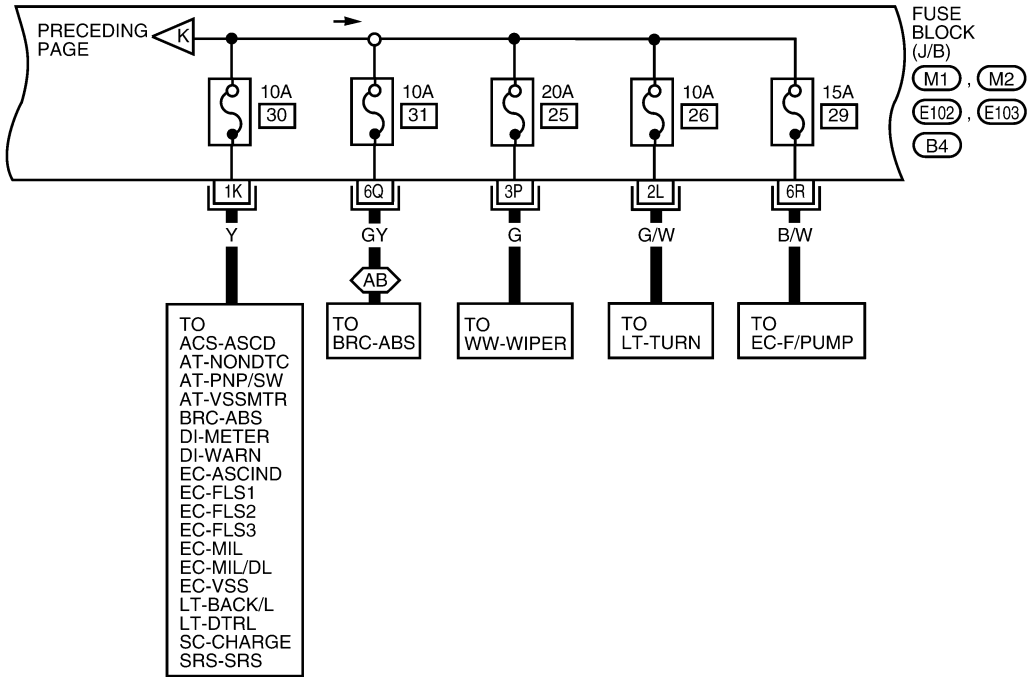 PRECEDING
PAGE
K
FUSE
BLOCK
(J/B)
M1 , M2
E102 , E103
B4
10A
30
10A
31
20A
25
10A
26
15A
29
1K
6Q
3P
2L
6R
Y
GY
G
G/W
B/W
AB
TO
ACS-ASCD
AT-NONDTC
AT-PNP/SW
AT-VSSMTR
BRC-ABS
DI-METER
DI-WARN
EC-ASCIND
EC-FLS1
EC-FLS2
EC-FLS3
EC-MIL
EC-MIL/DL
EC-VSS
LT-BACK/L
LT-DTRL
SC-CHARGE
SRS-SRS
TO
BRC-ABS
TO
WW-WIPER
TO
LT-TURN
TO
EC-F/PUMP